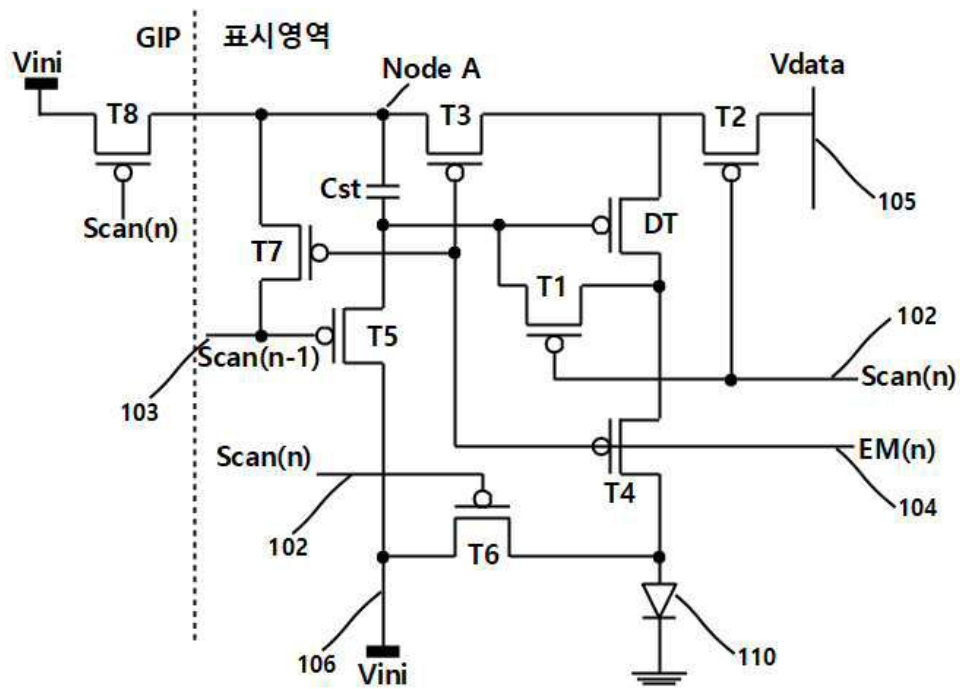 GIP 표시영역
Vini
Node A
Vdata
T8
T3
T2
Cst
105
Scan(n)
DT
T7
T1
T5
102
Scan(n-1)
Scan(n)
103
Scan(n)
EM(n)
T4
104
102
T6
106
110
Vini